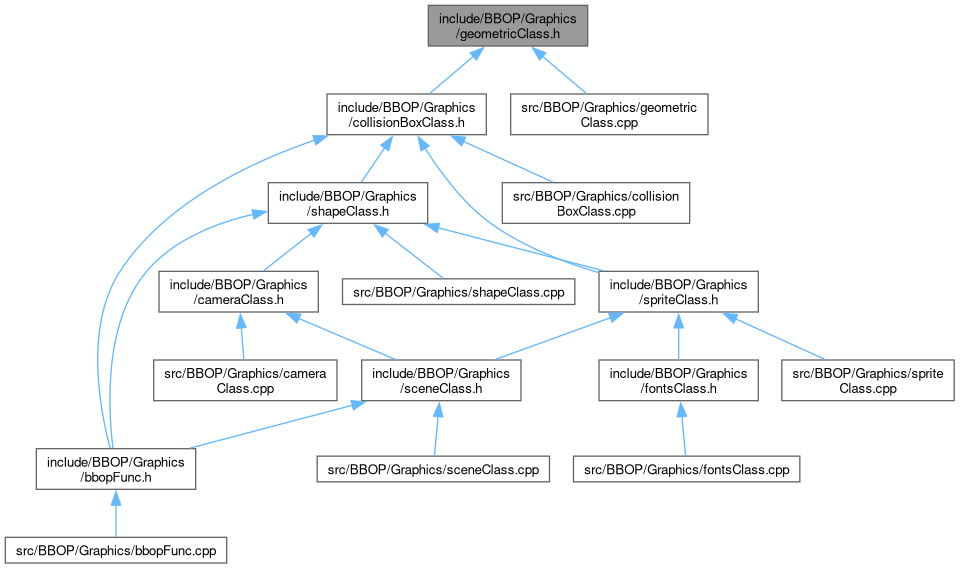 include/BBOP/Graphics
/geometricClass.h
include/BBOP/Graphics
/collisionBoxClass.h
src/BBOP/Graphics/geometric
Class.cpp
include/BBOP/Graphics
/shapeClass.h
src/BBOP/Graphics/collision
BoxClass.cpp
include/BBOP/Graphics
/cameraClass.h
src/BBOP/Graphics/shapeClass.cpp
include/BBOP/Graphics
/spriteClass.h
src/BBOP/Graphics/camera
Class.cpp
include/BBOP/Graphics
/sceneClass.h
include/BBOP/Graphics
/fontsClass.h
src/BBOP/Graphics/sprite
Class.cpp
include/BBOP/Graphics
/bbopFunc.h
src/BBOP/Graphics/sceneClass.cpp
src/BBOP/Graphics/fontsClass.cpp
src/BBOP/Graphics/bbopFunc.cpp